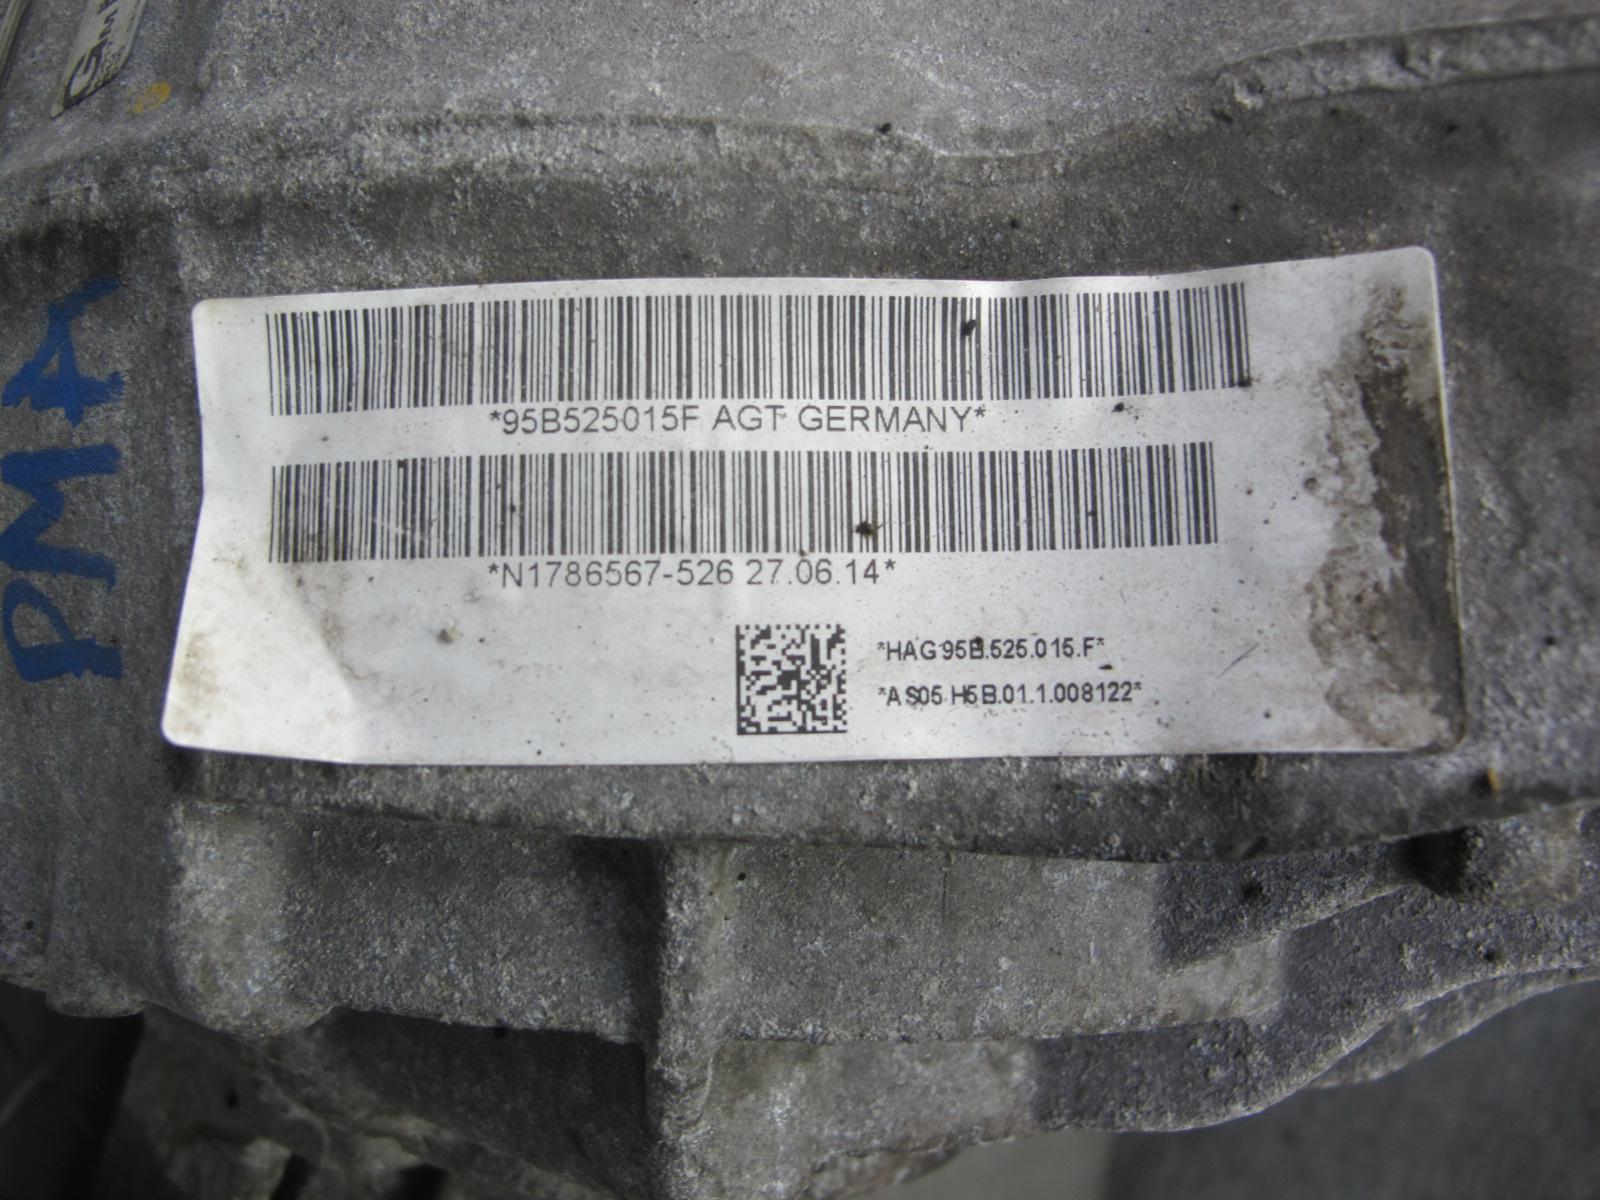 *95B525015F AGT GERMANY*
*N1786567-526 27.06.14*
*HAG 95B.525.015.F*
*AS05 H5B.01.1.008122*
PMA